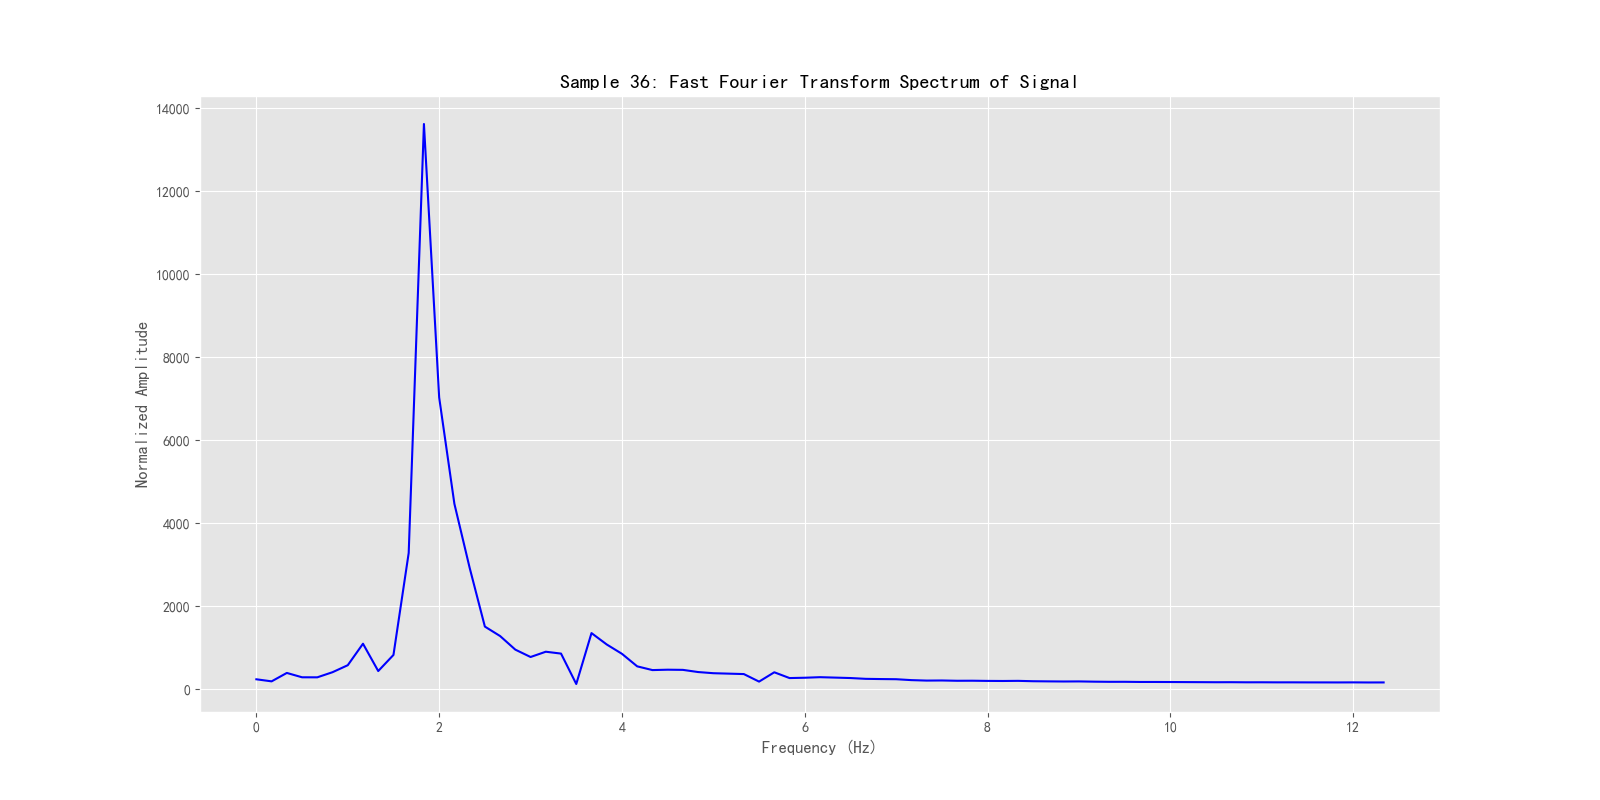 Sample 36: Fast Fourier Transform Spectrum of Signal
14000
12000
10000
8000
6000
4000
2000
0
Normalized Amplitude
0 2 4 6 8 10 12
Frequency (Hz)